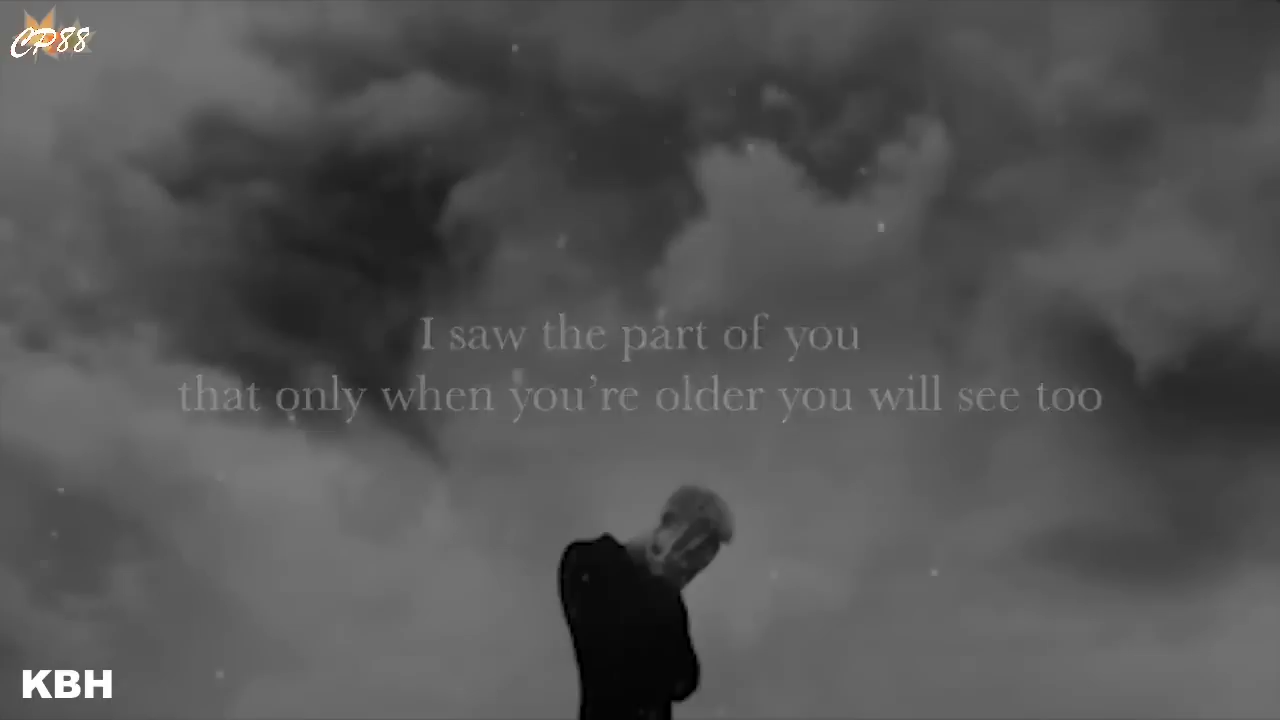 CP88
I saw the part of you
that only when you're older you will see too
KBH